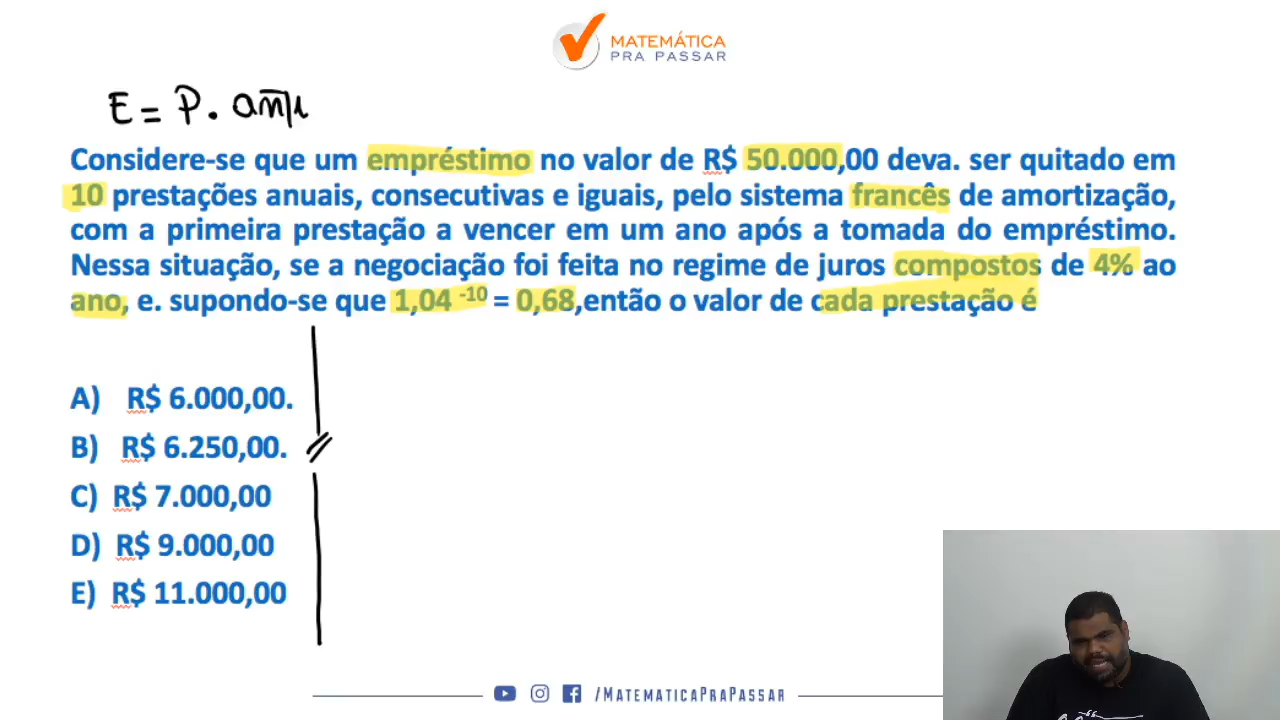 MATEMÁTICA
PRA PASSAR
E = P. an̅|i
Considere-se que um empréstimo no valor de R$ 50.000,00 deva. ser quitado em
10 prestações anuais, consecutivas e iguais, pelo sistema francês de amortização,
com a primeira prestação a vencer em um ano após a tomada do empréstimo.
Nessa situação, se a negociação foi feita no regime de juros compostos de 4% ao
ano, e. supondo-se que 1,04 ⁻¹⁰ = 0,68,então o valor de cada prestação é
A) R$ 6.000,00.
B) R$ 6.250,00.
C) R$ 7.000,00
D) R$ 9.000,00
E) R$ 11.000,00
/MATEMATICAPRAPASSAR